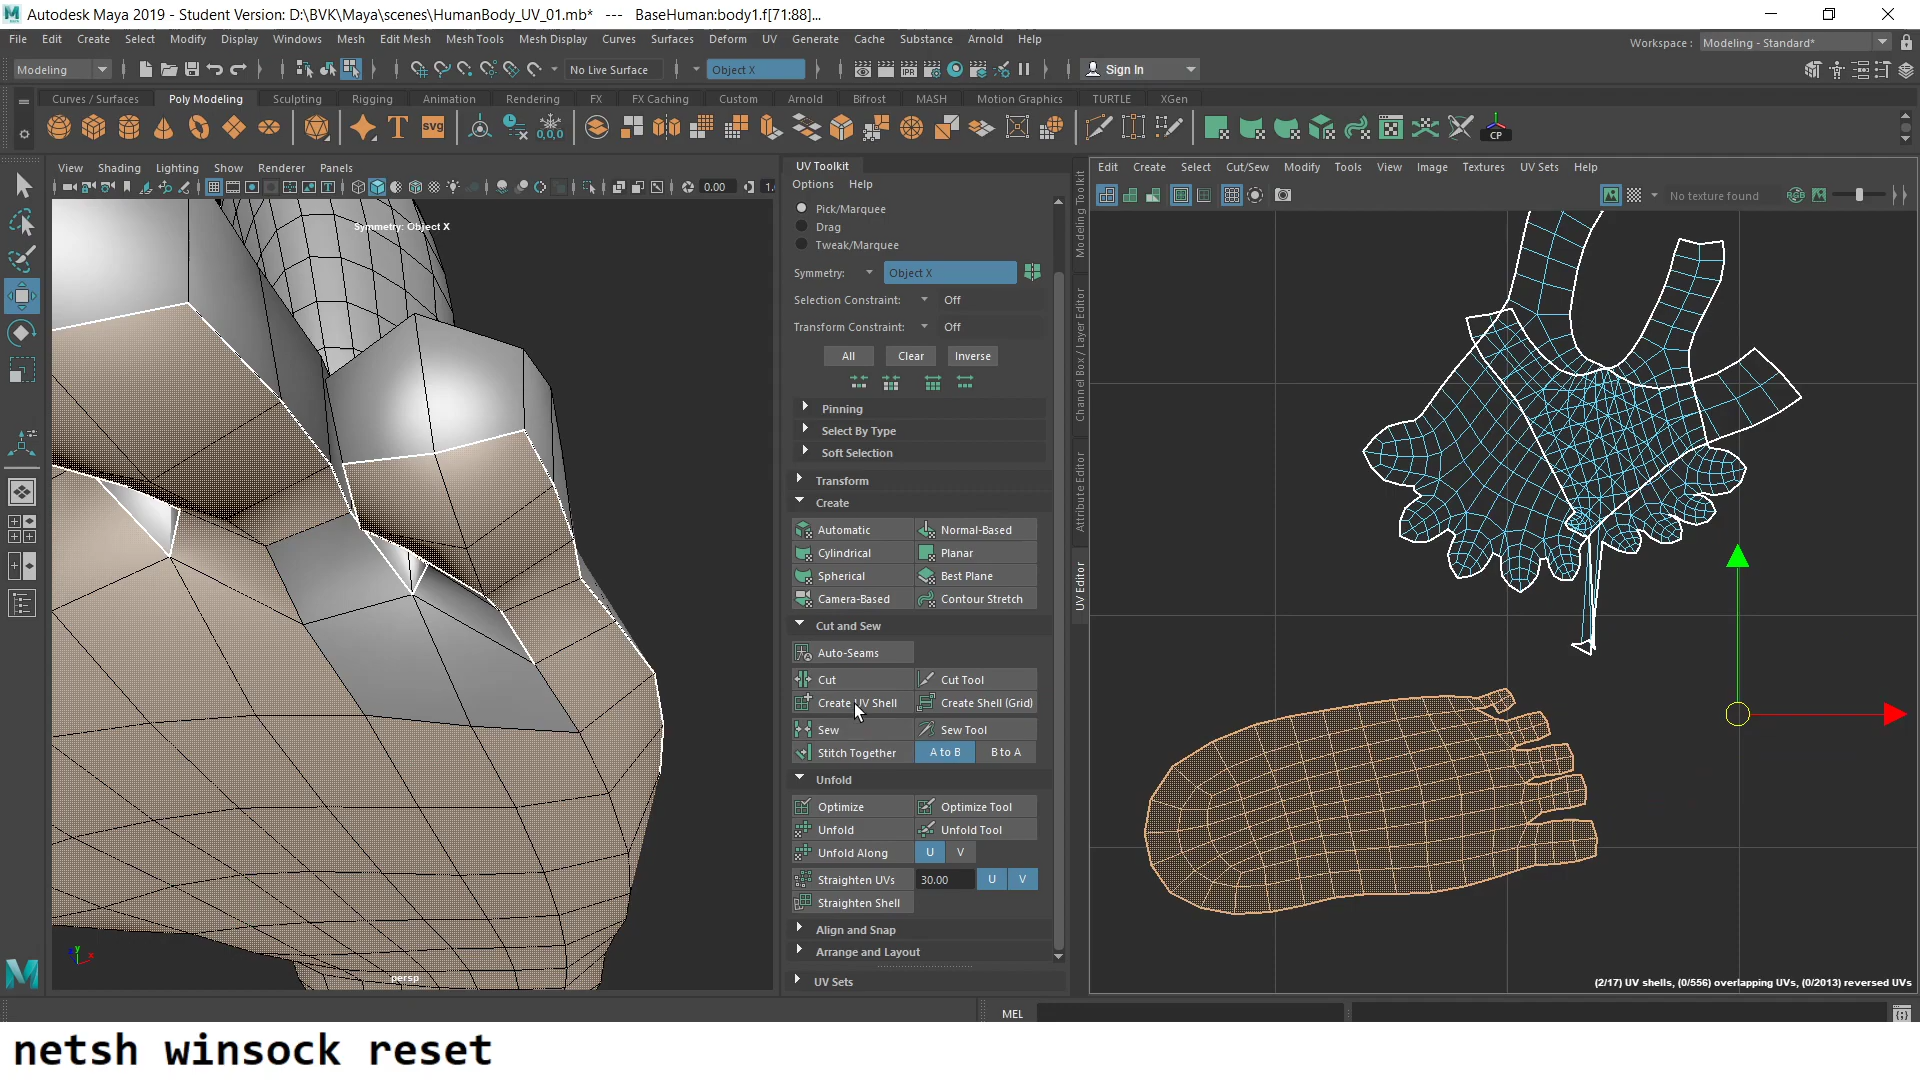 Autodesk Maya 2019 - Student Version: D:\BVK\Maya\scenes\HumanBody_UV_01.mb* --- BaseHuman:body1.f[71:88]...
File Edit Create Select Modify Display Windows Mesh Edit Mesh Mesh Tools Mesh Display Curves Surfaces Deform UV Generate Cache Substance Arnold Help
Workspace : Modeling - Standard*
Modeling No Live Surface Object X Sign In
Curves / Surfaces Poly Modeling Sculpting Rigging Animation Rendering FX FX Caching Custom Arnold Bifrost MASH Motion Graphics TURTLE XGen
T SVG 0,0,0 CP
View Shading Lighting Show Renderer Panels
0.00
Symmetry: Object X
persp
UV Toolkit
Options Help
Pick/Marquee
Drag
Tweak/Marquee
Symmetry: Object X
Selection Constraint: Off
Transform Constraint: Off
All Clear Inverse
Pinning
Select By Type
Soft Selection
Transform
Create
Automatic Normal-Based
Cylindrical Planar
Spherical Best Plane
Camera-Based Contour Stretch
Cut and Sew
Auto-Seams
Cut Cut Tool
Create UV Shell Create Shell (Grid)
Sew Sew Tool
Stitch Together A to B B to A
Unfold
Optimize Optimize Tool
Unfold Unfold Tool
Unfold Along U V
Straighten UVs 30.00 U V
Straighten Shell
Align and Snap
Arrange and Layout
UV Sets
Modeling Toolkit
Channel Box / Layer Editor
Attribute Editor
UV Editor
Edit Create Select Cut/Sew Modify Tools View Image Textures UV Sets Help
No texture found
(2/17) UV shells, (0/556) overlapping UVs, (0/2013) reversed UVs
MEL
netsh winsock reset